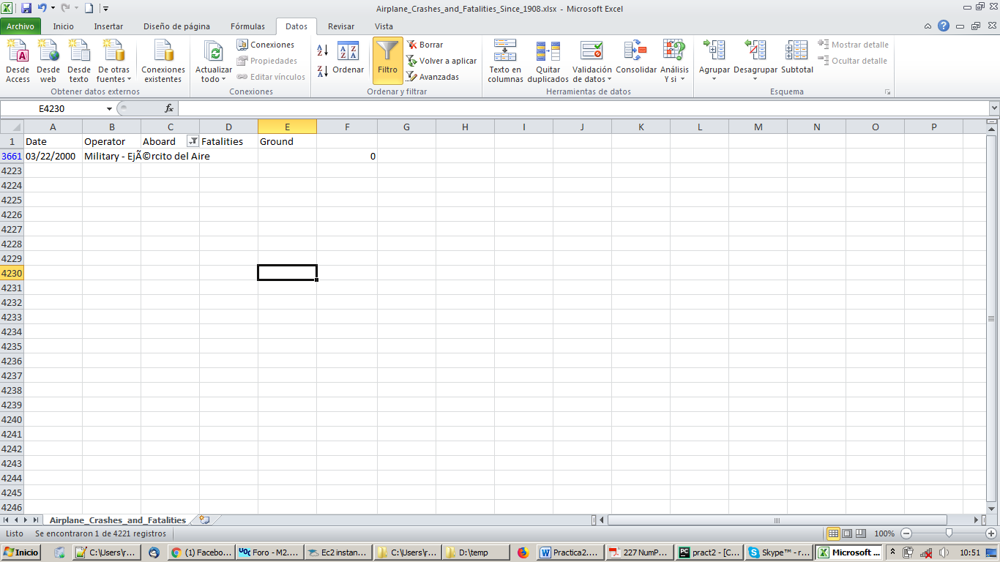 Airplane_Crashes_and_Fatalities_Since_1908.xlsx - Microsoft Excel
Archivo Inicio Insertar Diseño de página Fórmulas Datos Revisar Vista
Desde Access
Desde web
Desde texto
De otras fuentes
Conexiones existentes
Obtener datos externos
Actualizar todo
Conexiones
Propiedades
Editar vínculos
Conexiones
Ordenar
Filtro
Borrar
Volver a aplicar
Avanzadas
Ordenar y filtrar
Texto en columnas
Quitar duplicados
Validación de datos
Consolidar
Análisis Y si
Herramientas de datos
Agrupar
Desagrupar
Subtotal
Mostrar detalle
Ocultar detalle
Esquema
E4230 fx
A B C D E F G H I J K L M N O P
1 Date Operator Aboard Fatalities Ground
3661 03/22/2000 Military - EjÃ©rcito del Aire 0
4223
4224
4225
4226
4227
4228
4229
4230
4231
4232
4233
4234
4235
4236
4237
4238
4239
4240
4241
4242
4243
4244
4245
4246
Airplane_Crashes_and_Fatalities
Listo Se encontraron 1 de 4221 registros 100%
Inicio C:\Users\r... (1) Facebo... Foro - M2.... Ec2 instan... C:\Users\r... D:\temp Practica2.... 227 NumP... pract2 - [C... Skype™ - r... Microsoft ... 10:51